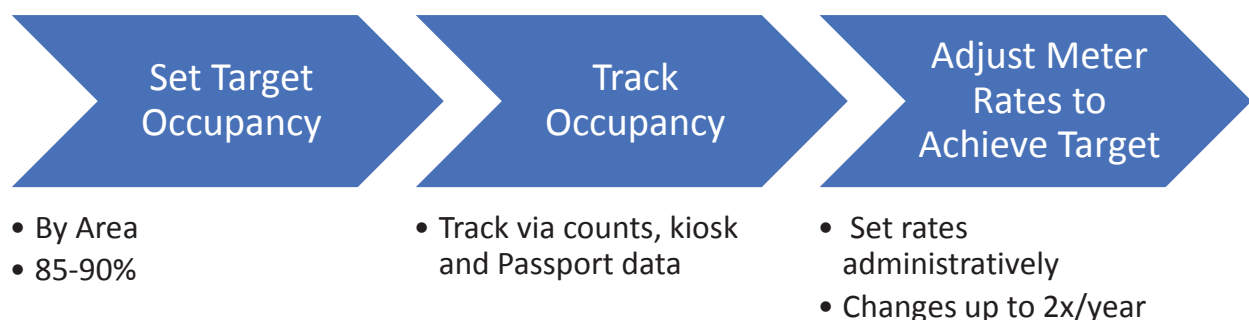 Set Target
Occupancy
• By Area
• 85-90%
Track
Occupancy
• Track via counts, kiosk
and Passport data
Adjust Meter
Rates to
Achieve Target
• Set rates
administratively
• Changes up to 2x/year